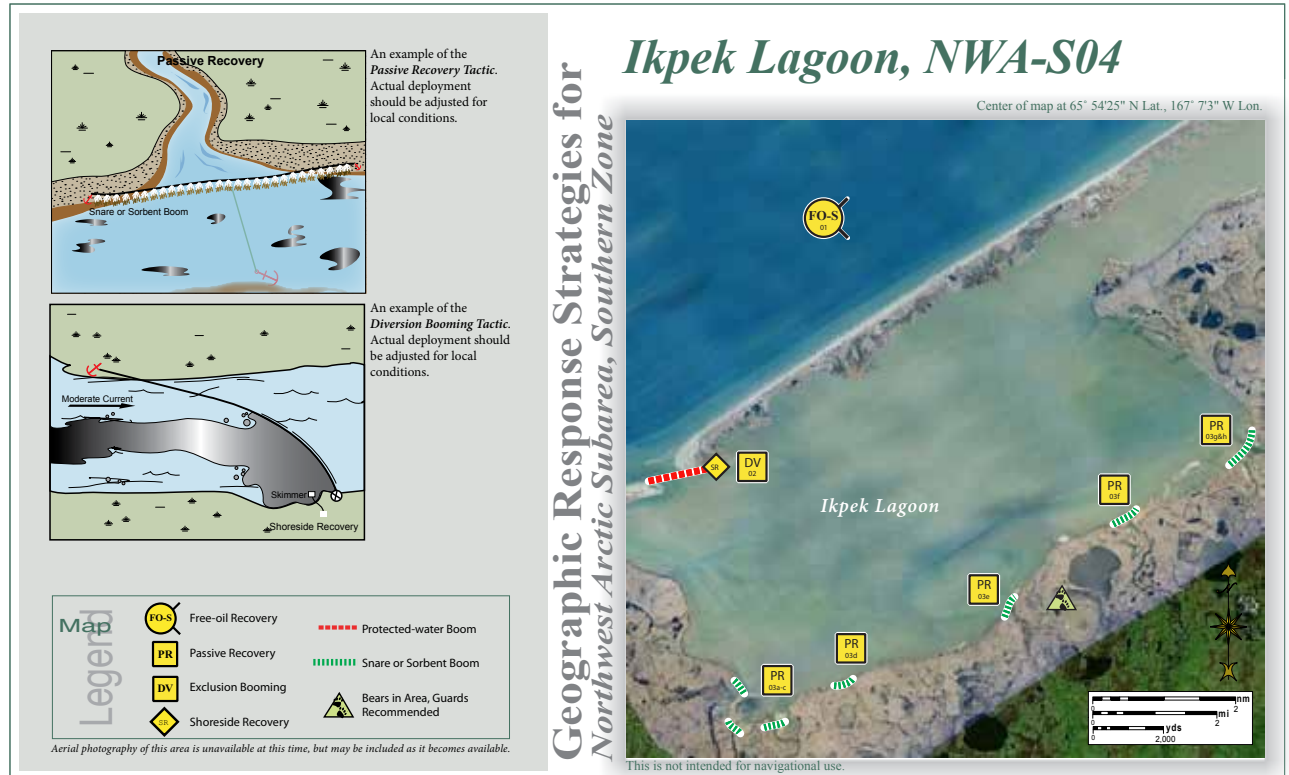 Passive Recovery
Snare or Sorbent Boom
An example of the
Passive Recovery Tactic.
Actual deployment
should be adjusted for
local conditions.
Moderate Current
Skimmer
Shoreside Recovery
An example of the
Diversion Booming Tactic.
Actual deployment should
be adjusted for local
conditions.
Map
Legend
FO-S
Free-oil Recovery
PR
Passive Recovery
DV
Exclusion Booming
SR
Shoreside Recovery
Protected-water Boom
Snare or Sorbent Boom
Bears in Area, Guards
Recommended
Aerial photography of this area is unavailable at this time, but may be included as it becomes available.
Geographic Response Strategies for
Northwest Arctic Subarea, Southern Zone
Ikpek Lagoon, NWA-S04
Center of map at 65° 54'25" N Lat., 167° 7'3" W Lon.
FO-S
01
SR
DV
02
PR
03g&h
PR
03f
Ikpek Lagoon
PR
03e
PR
03d
PR
03a-c
nm
0
2
mi
0
2
yds
0
2,000
This is not intended for navigational use.